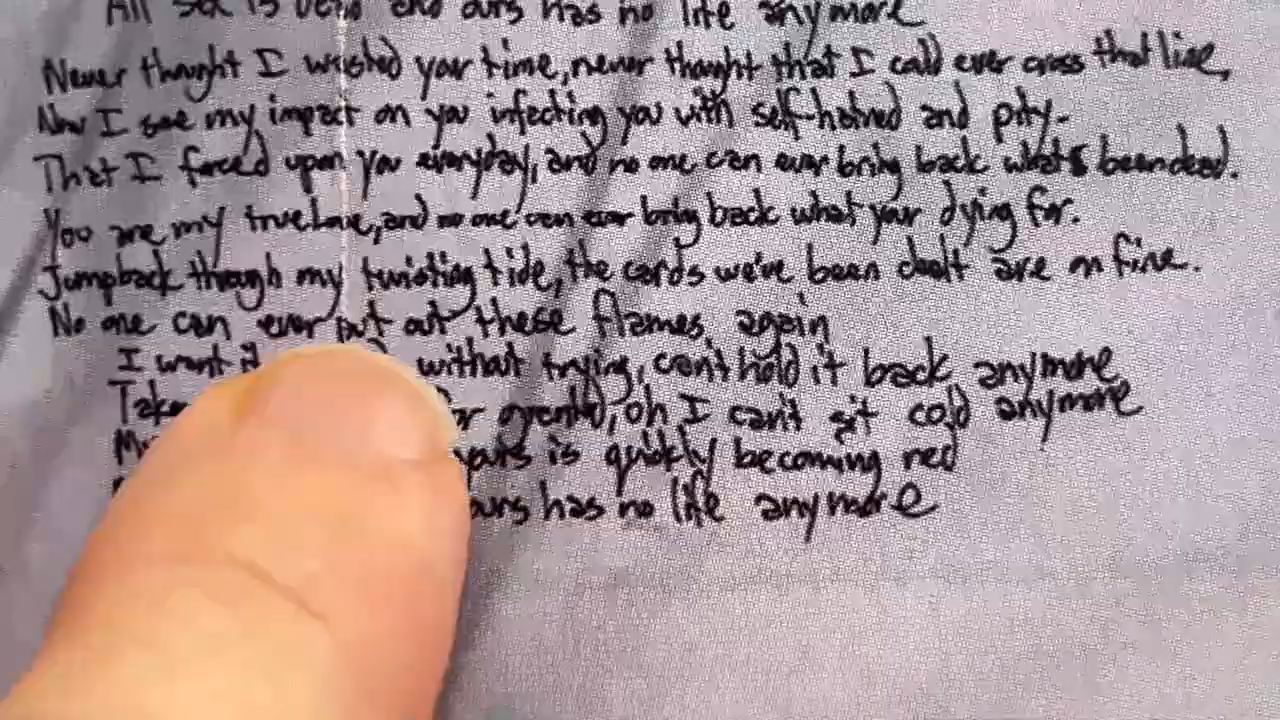 All sex is dead and ours has no life anymore
Never thought I wasted your time, never thought that I could ever cross that line,
Now I see my impact on you infecting you with self-hatred and pity.
That I forced upon you everyday, and no one can ever bring back what's been dead.
You are my true love, and no one can ever bring back what your dying for.
Jump back though my twisting tide, the cards we've been dealt are on fire.
No one can ever put out these flames again
I want it without trying, can't hold it back anymore
Take or granted, oh I can't sit cold anymore
yours is quickly becoming red
ours has no life anymore